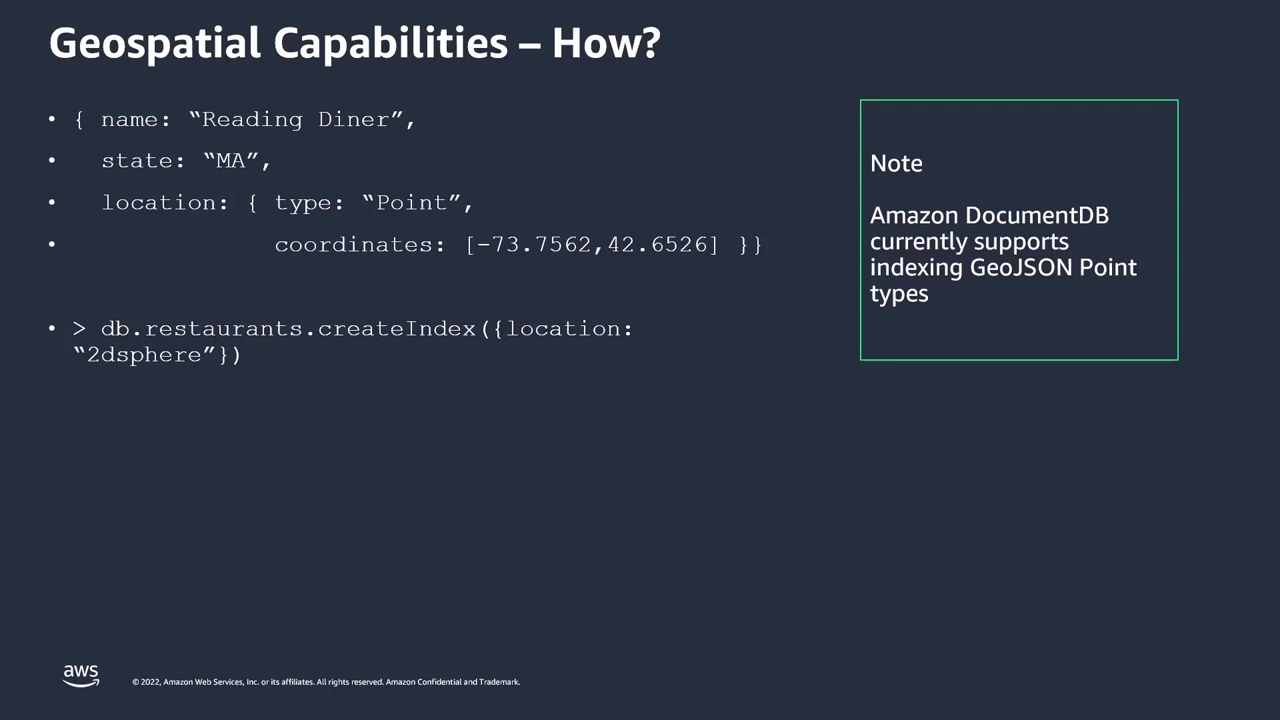 Geospatial Capabilities – How?
• { name: “Reading Diner”,
• state: “MA”,
• location: { type: “Point”,
• coordinates: [-73.7562,42.6526] }}
• > db.restaurants.createIndex({location:
“2dsphere”})
Note
Amazon DocumentDB
currently supports
indexing GeoJSON Point
types
aws
© 2022, Amazon Web Services, Inc. or its affiliates. All rights reserved. Amazon Confidential and Trademark.